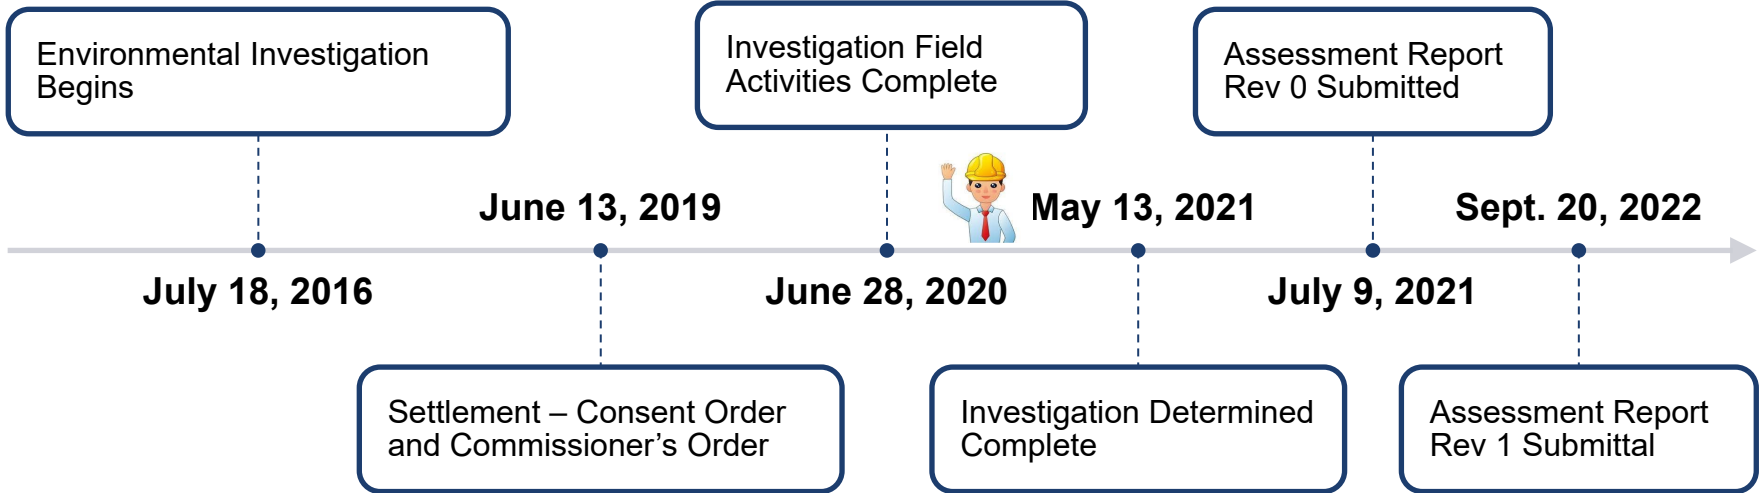 Environmental Investigation
Begins
July 18, 2016
June 13, 2019
Settlement – Consent Order
and Commissioner’s Order
Investigation Field
Activities Complete
June 28, 2020
May 13, 2021
Investigation Determined
Complete
Assessment Report
Rev 0 Submitted
July 9, 2021
Sept. 20, 2022
Assessment Report
Rev 1 Submittal